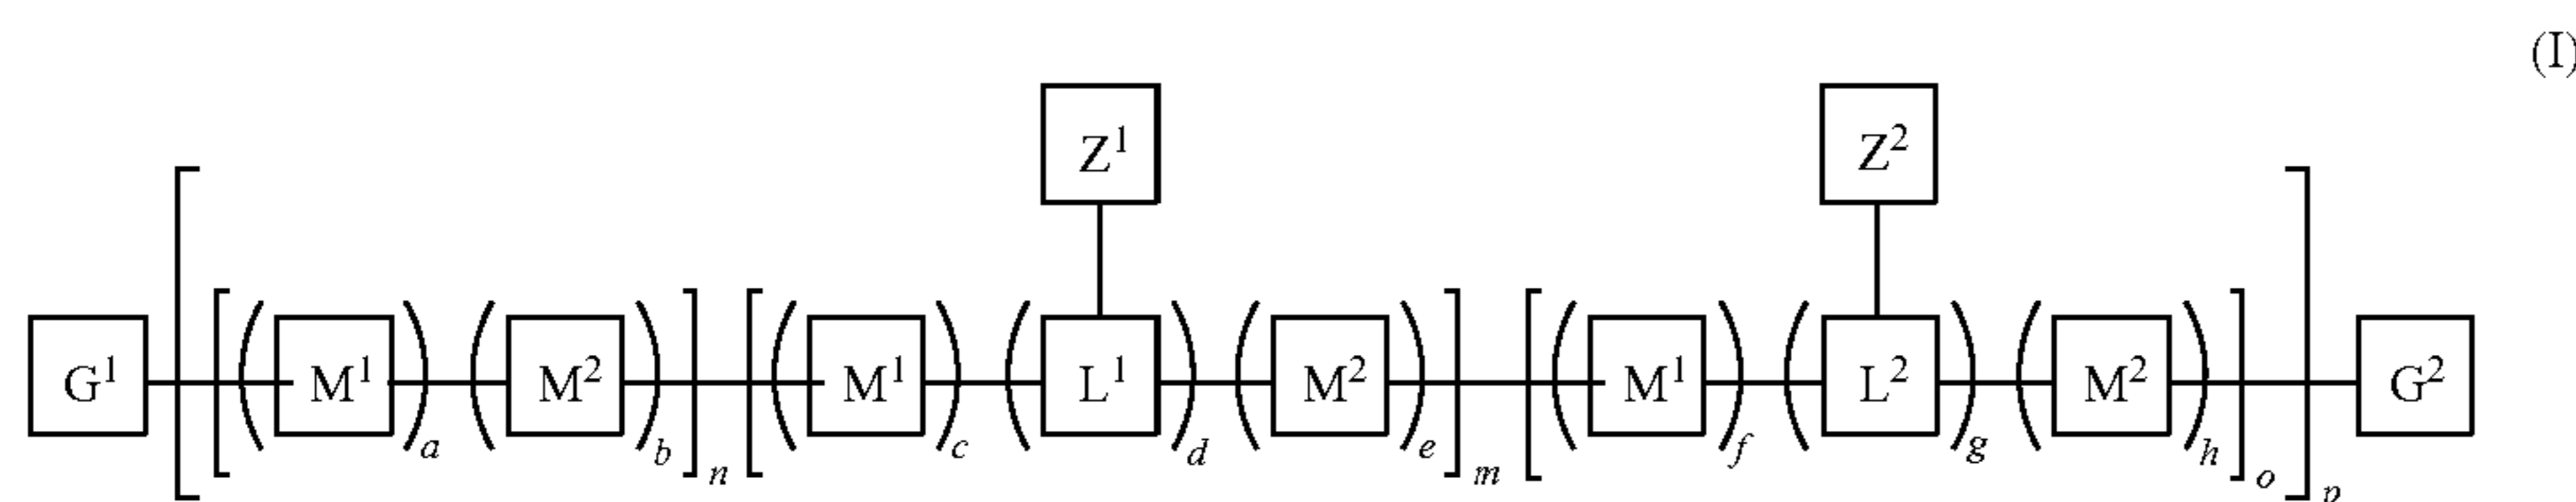 (I)
Z¹ Z²
G¹ [ [ ( M¹ )a ( M² )b ]n [ ( M¹ )c ( L¹ )d ( M² )e ]m [ ( M¹ )f ( L² )g ( M² )h ]o ]p G²